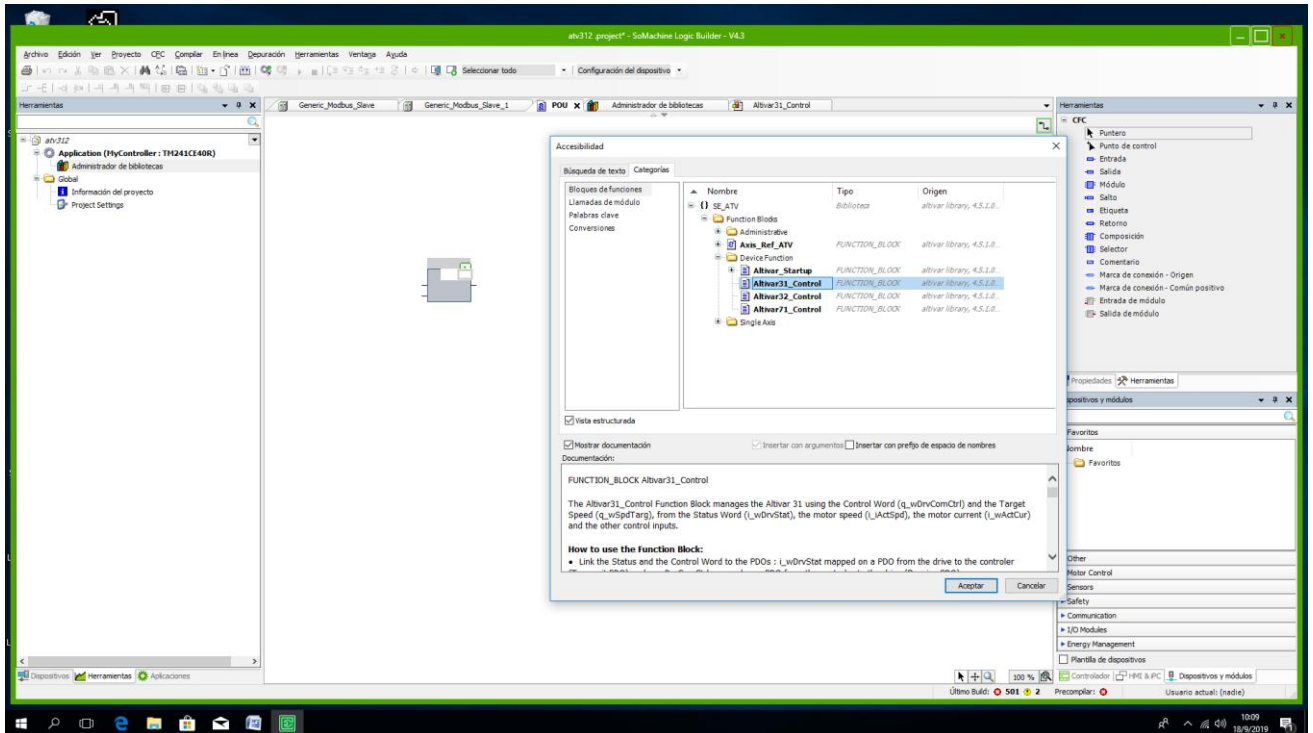 atv312 .project* - SoMachine Logic Builder - V4.3
Archivo Edición Ver Proyecto CFC Compilar En línea Depuración Herramientas Ventana Ayuda
Seleccionar todo Configuración del dispositivo
Herramientas
Generic_Modbus_Slave Generic_Modbus_Slave_1 POU Administrador de bibliotecas Altivar31_Control
Herramientas
atv312
Application (MyController : TM241CE40R)
Administrador de bibliotecas
Global
Información del proyecto
Project Settings
Accesibilidad
Búsqueda de texto Categorías
Bloques de funciones
Llamadas de módulo
Palabras clave
Conversiones
Nombre Tipo Origen
SE_ATV Biblioteca altivar library, 4.5.1.0...
Function Blocks
Administrative
Axis_Ref_ATV FUNCTION_BLOCK altivar library, 4.5.1.0...
Device Function
Altivar_Startup FUNCTION_BLOCK altivar library, 4.5.1.0...
Altivar31_Control FUNCTION_BLOCK altivar library, 4.5.1.0...
Altivar32_Control FUNCTION_BLOCK altivar library, 4.5.1.0...
Altivar71_Control FUNCTION_BLOCK altivar library, 4.5.1.0...
Single Axis
Vista estructurada
Mostrar documentación Insertar con argumentos Insertar con prefijo de espacio de nombres
Documentación:
FUNCTION_BLOCK Altivar31_Control
The Altivar31_Control Function Block manages the Altivar 31 using the Control Word (q_wDrvComCtrl) and the Target
Speed (q_wSpdTarg), from the Status Word (i_wDrvStat), the motor speed (i_iActSpd), the motor current (i_wActCur)
and the other control inputs.
How to use the Function Block:
• Link the Status and the Control Word to the PDOs : i_wDrvStat mapped on a PDO from the drive to the controler
Aceptar Cancelar
CFC
Puntero
Punto de control
Entrada
Salida
Módulo
Salto
Etiqueta
Retorno
Composición
Selector
Comentario
Marca de conexión - Origen
Marca de conexión - Común positivo
Entrada de módulo
Salida de módulo
Propiedades Herramientas
spositivos y módulos
Favoritos
ombre
Favoritos
Other
Motor Control
Sensors
Safety
Communication
I/O Modules
Energy Management
Plantilla de dispositivos
Controlador HMI & iPC Dispositivos y módulos
Dispositivos Herramientas Aplicaciones
100 %
Último Build: 501 2 Precompilar: Usuario actual: (nadie)
10:09
18/9/2019